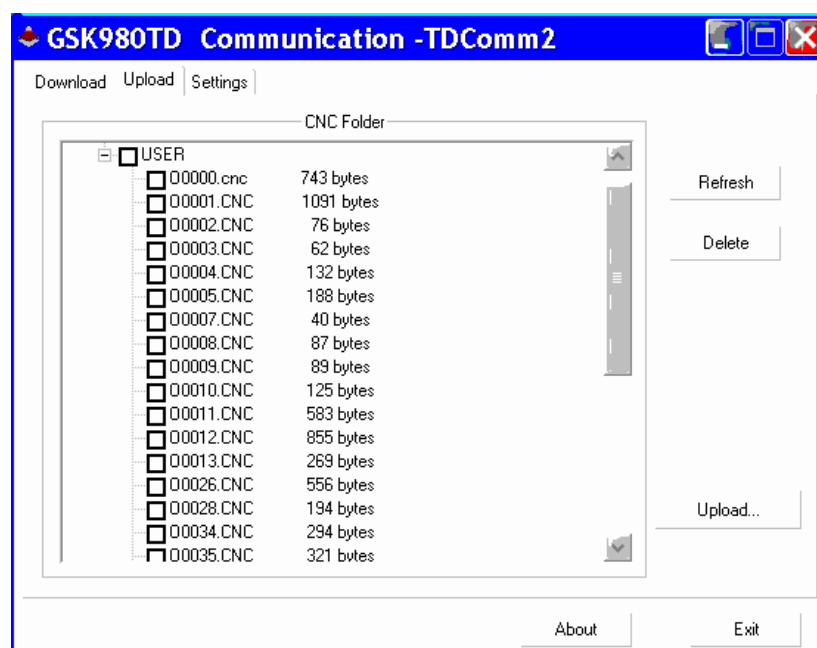 GSK980TD Communication -TDComm2
Download Upload Settings
CNC Folder
USER
O0000.cnc 743 bytes
O0001.CNC 1091 bytes
O0002.CNC 76 bytes
O0003.CNC 62 bytes
O0004.CNC 132 bytes
O0005.CNC 188 bytes
O0007.CNC 40 bytes
O0008.CNC 87 bytes
O0009.CNC 89 bytes
O0010.CNC 125 bytes
O0011.CNC 583 bytes
O0012.CNC 855 bytes
O0013.CNC 269 bytes
O0026.CNC 556 bytes
O0028.CNC 194 bytes
O0034.CNC 294 bytes
O0035.CNC 321 bytes
Refresh
Delete
Upload...
About
Exit